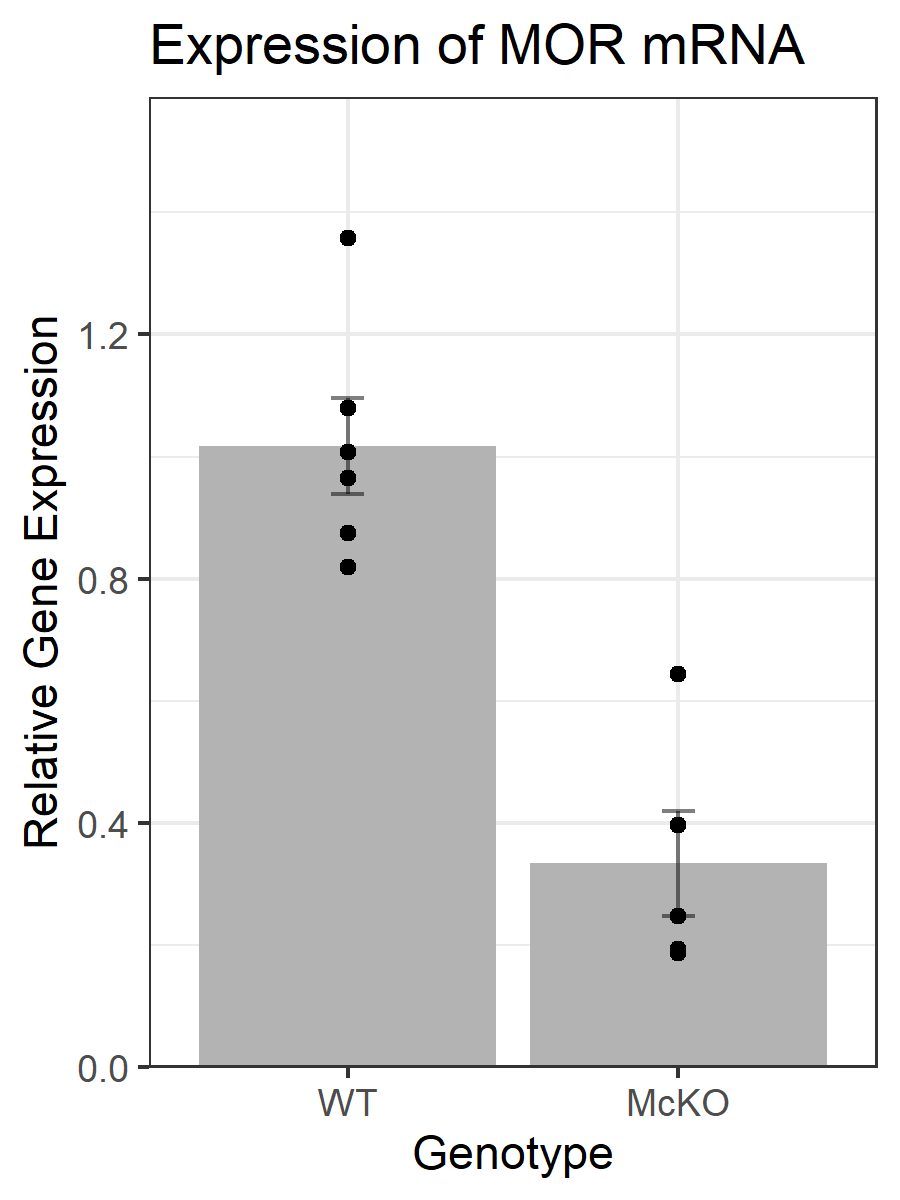 Expression of MOR mRNA
Relative Gene Expression
1.2
0.8
0.4
0.0
WT McKO
Genotype